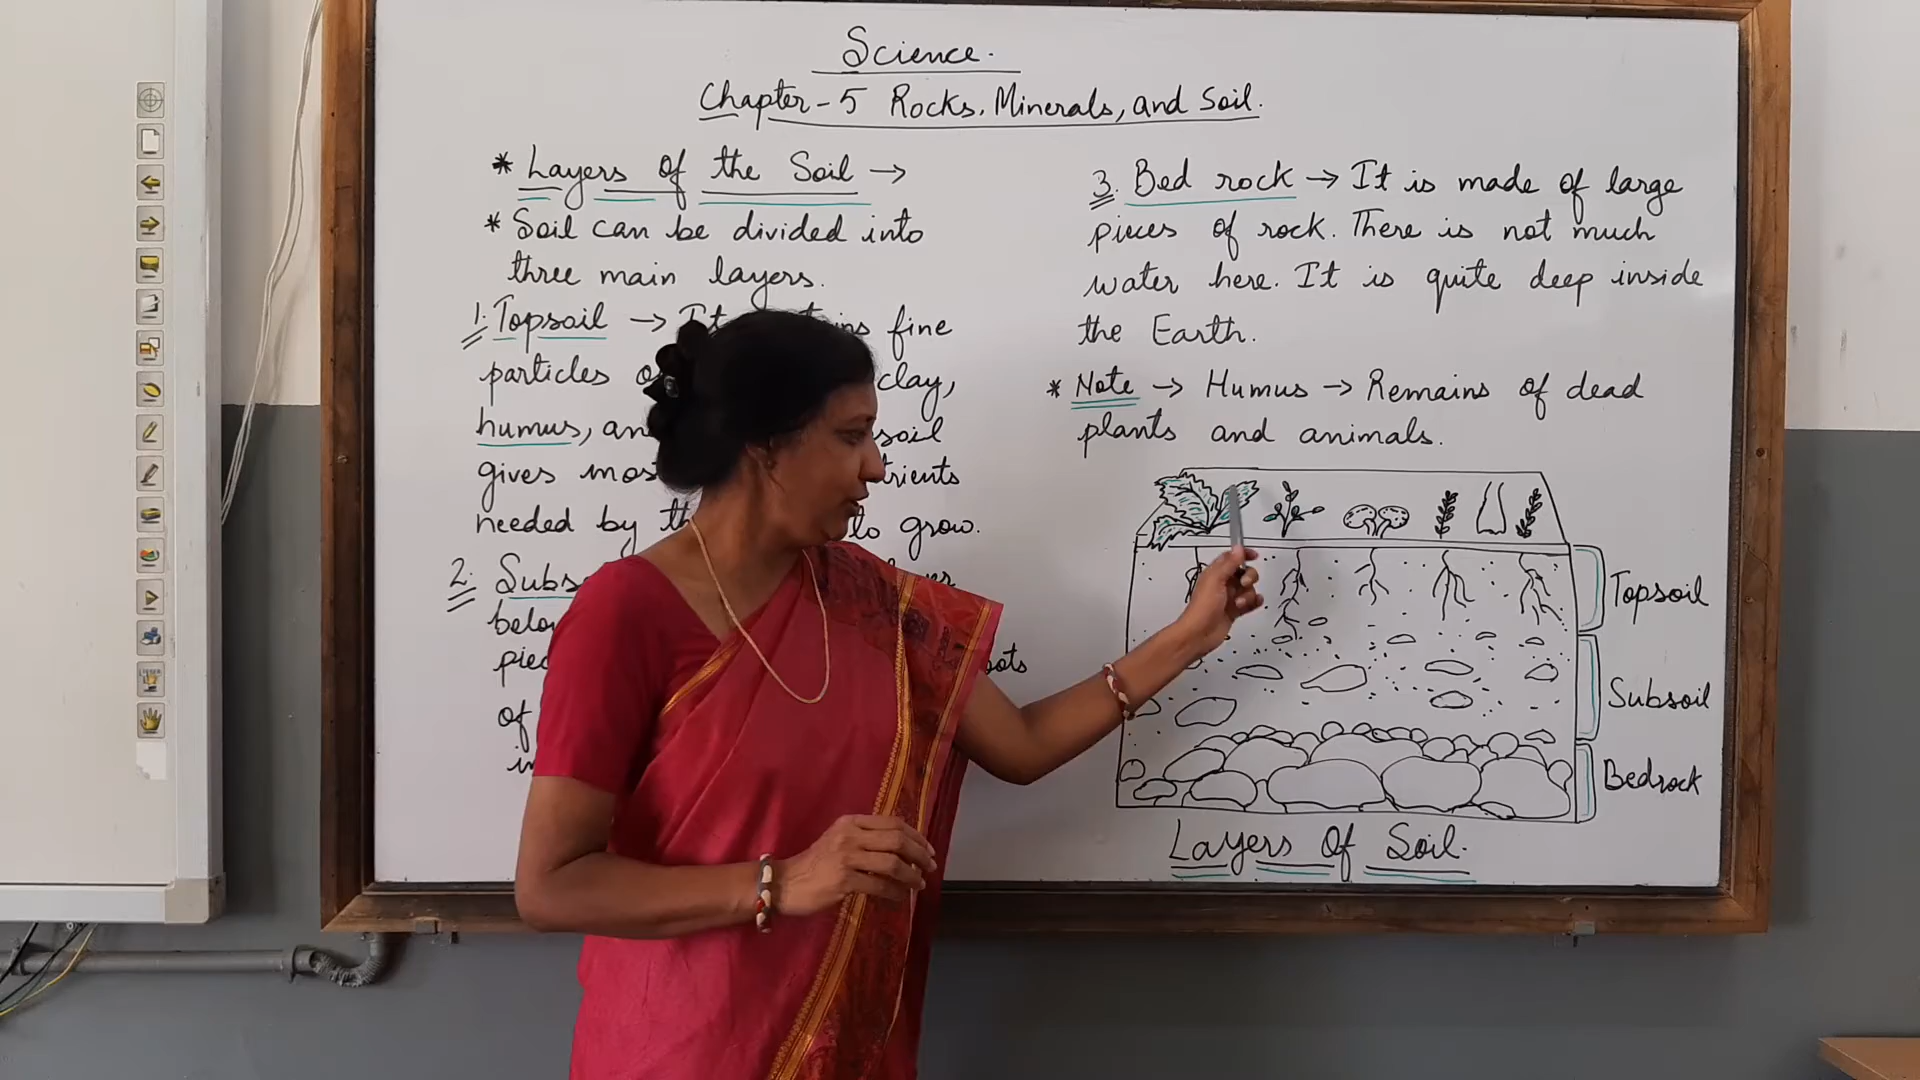 Science.
Chapter-5 Rocks, Minerals, and Soil.
* Layers of the Soil →
* Soil can be divided into
three main layers.
1. Topsoil → It fine
particles clay,
humus, soil
gives
needed by to grow.
2.
of
3. Bed rock → It is made of large
pieces of rock. There is not much
water here. It is quite deep inside
the Earth.
* Note → Humus → Remains of dead
plants and animals.
Topsoil
Subsoil
Bedrock
Layers Of Soil.